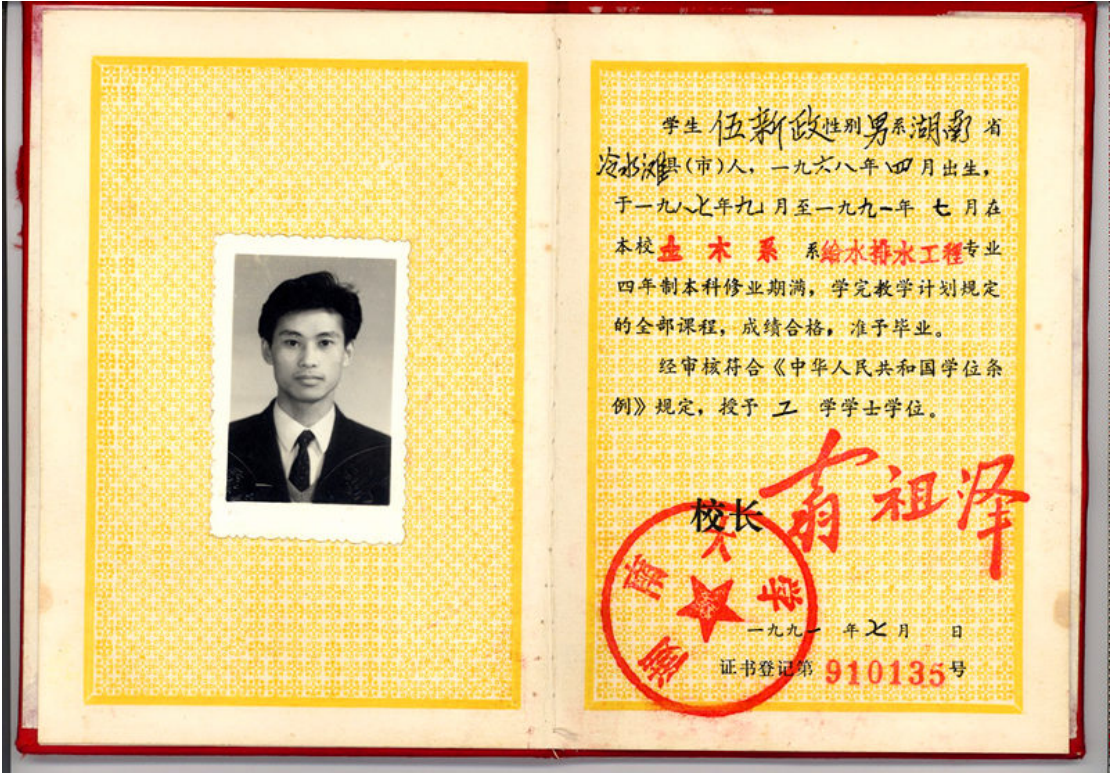 学生伍新政性别男系湖南省
冷水滩县(市)人，一九六八年四月出生，
于一九八七年九月至一九九一年七月在
本校土木系系给水排水工程专业
四年制本科修业期满，学完教学计划规定
的全部课程，成绩合格，准予毕业。
经审核符合《中华人民共和国学位条
例》规定，授予工学学士学位。
校长翁祖泽
湖南大学
一九九一年七月 日
证书登记第910135号